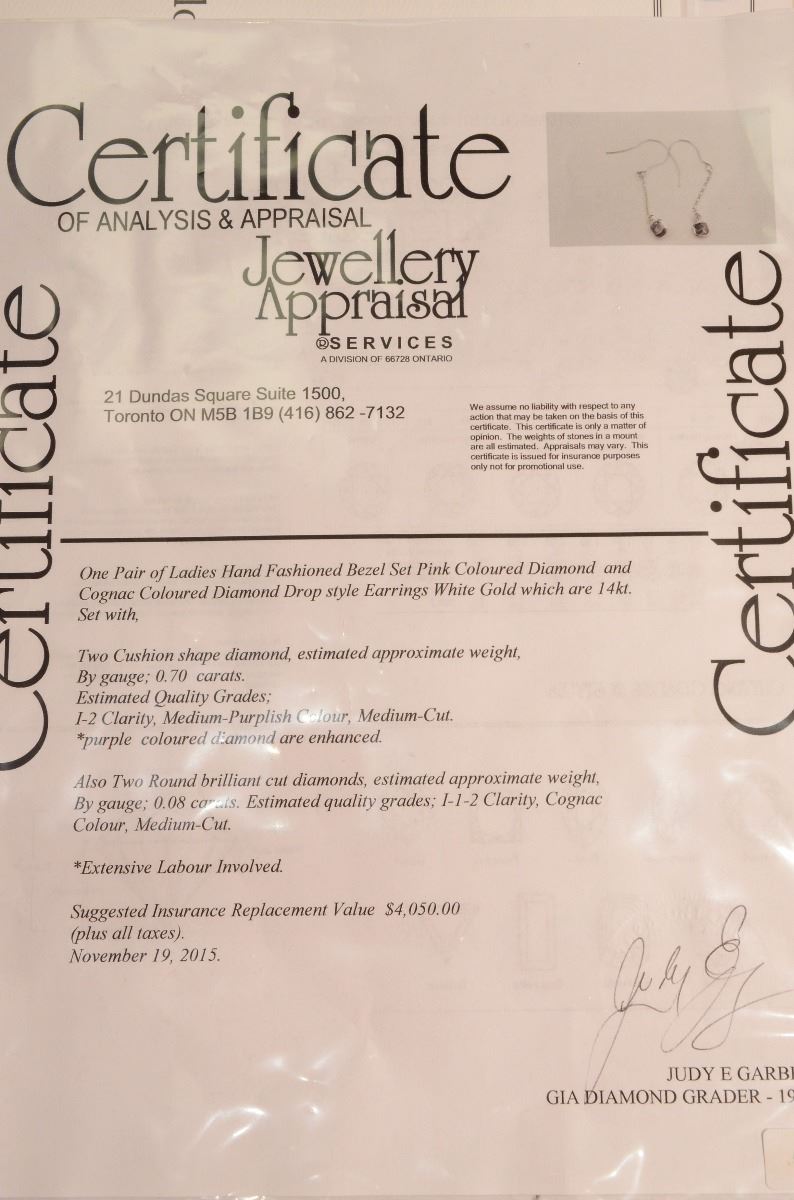 Certificate
OF ANALYSIS & APPRAISAL
Jewellery
Appraisal
®SERVICES
A DIVISION OF 66728 ONTARIO
21 Dundas Square Suite 1500,
Toronto ON M5B 1B9 (416) 862 -7132
We assume no liability with respect to any
action that may be taken on the basis of this
certificate. This certificate is only a matter of
opinion. The weights of stones in a mount
are all estimated. Appraisals may vary. This
certificate is issued for insurance purposes
only not for promotional use.
Certificate
Certificate
One Pair of Ladies Hand Fashioned Bezel Set Pink Coloured Diamond and
Cognac Coloured Diamond Drop style Earrings White Gold which are 14kt.
Set with,
Two Cushion shape diamond, estimated approximate weight,
By gauge; 0.70 carats.
Estimated Quality Grades;
I-2 Clarity, Medium-Purplish Colour, Medium-Cut.
*purple coloured diamond are enhanced.
Also Two Round brilliant cut diamonds, estimated approximate weight,
By gauge; 0.08 carats. Estimated quality grades; I-1-2 Clarity, Cognac
Colour, Medium-Cut.
*Extensive Labour Involved.
Suggested Insurance Replacement Value $4,050.00
(plus all taxes).
November 19, 2015.
Judy
JUDY E GARB
GIA DIAMOND GRADER - 19